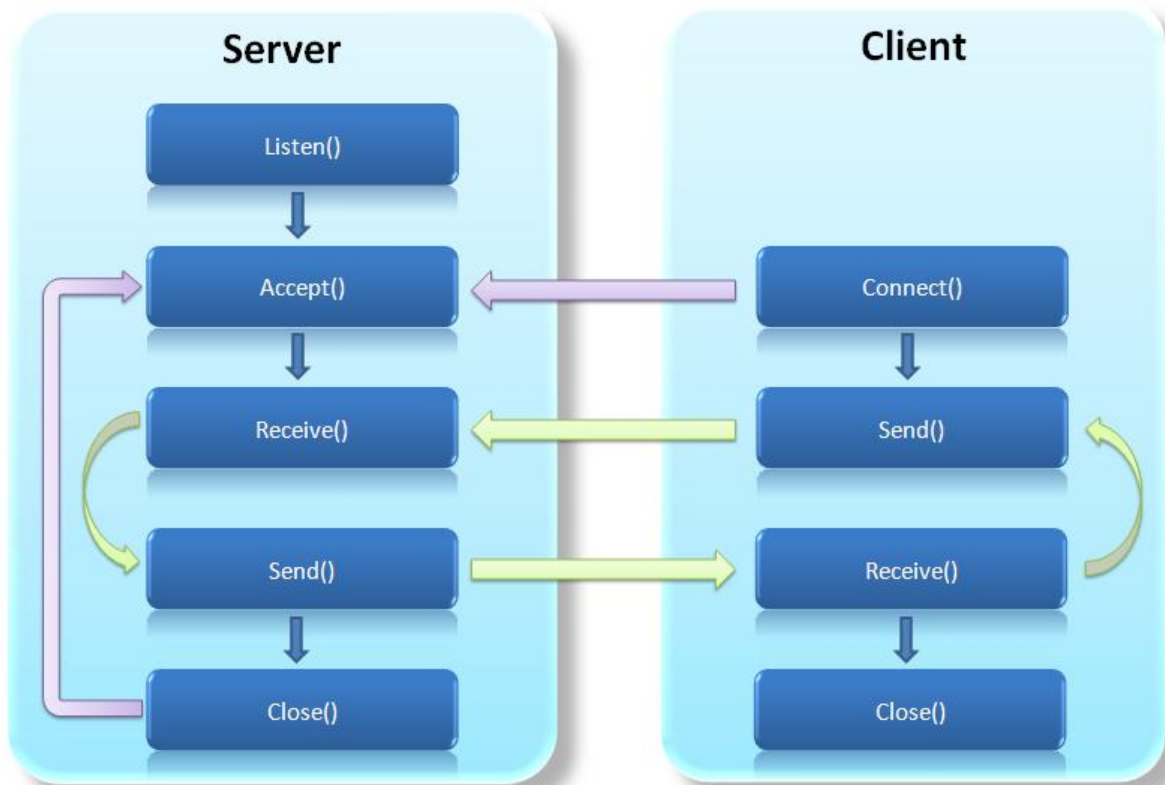 Server
Listen()
Accept()
Receive()
Send()
Close()
Client
Connect()
Send()
Receive()
Close()